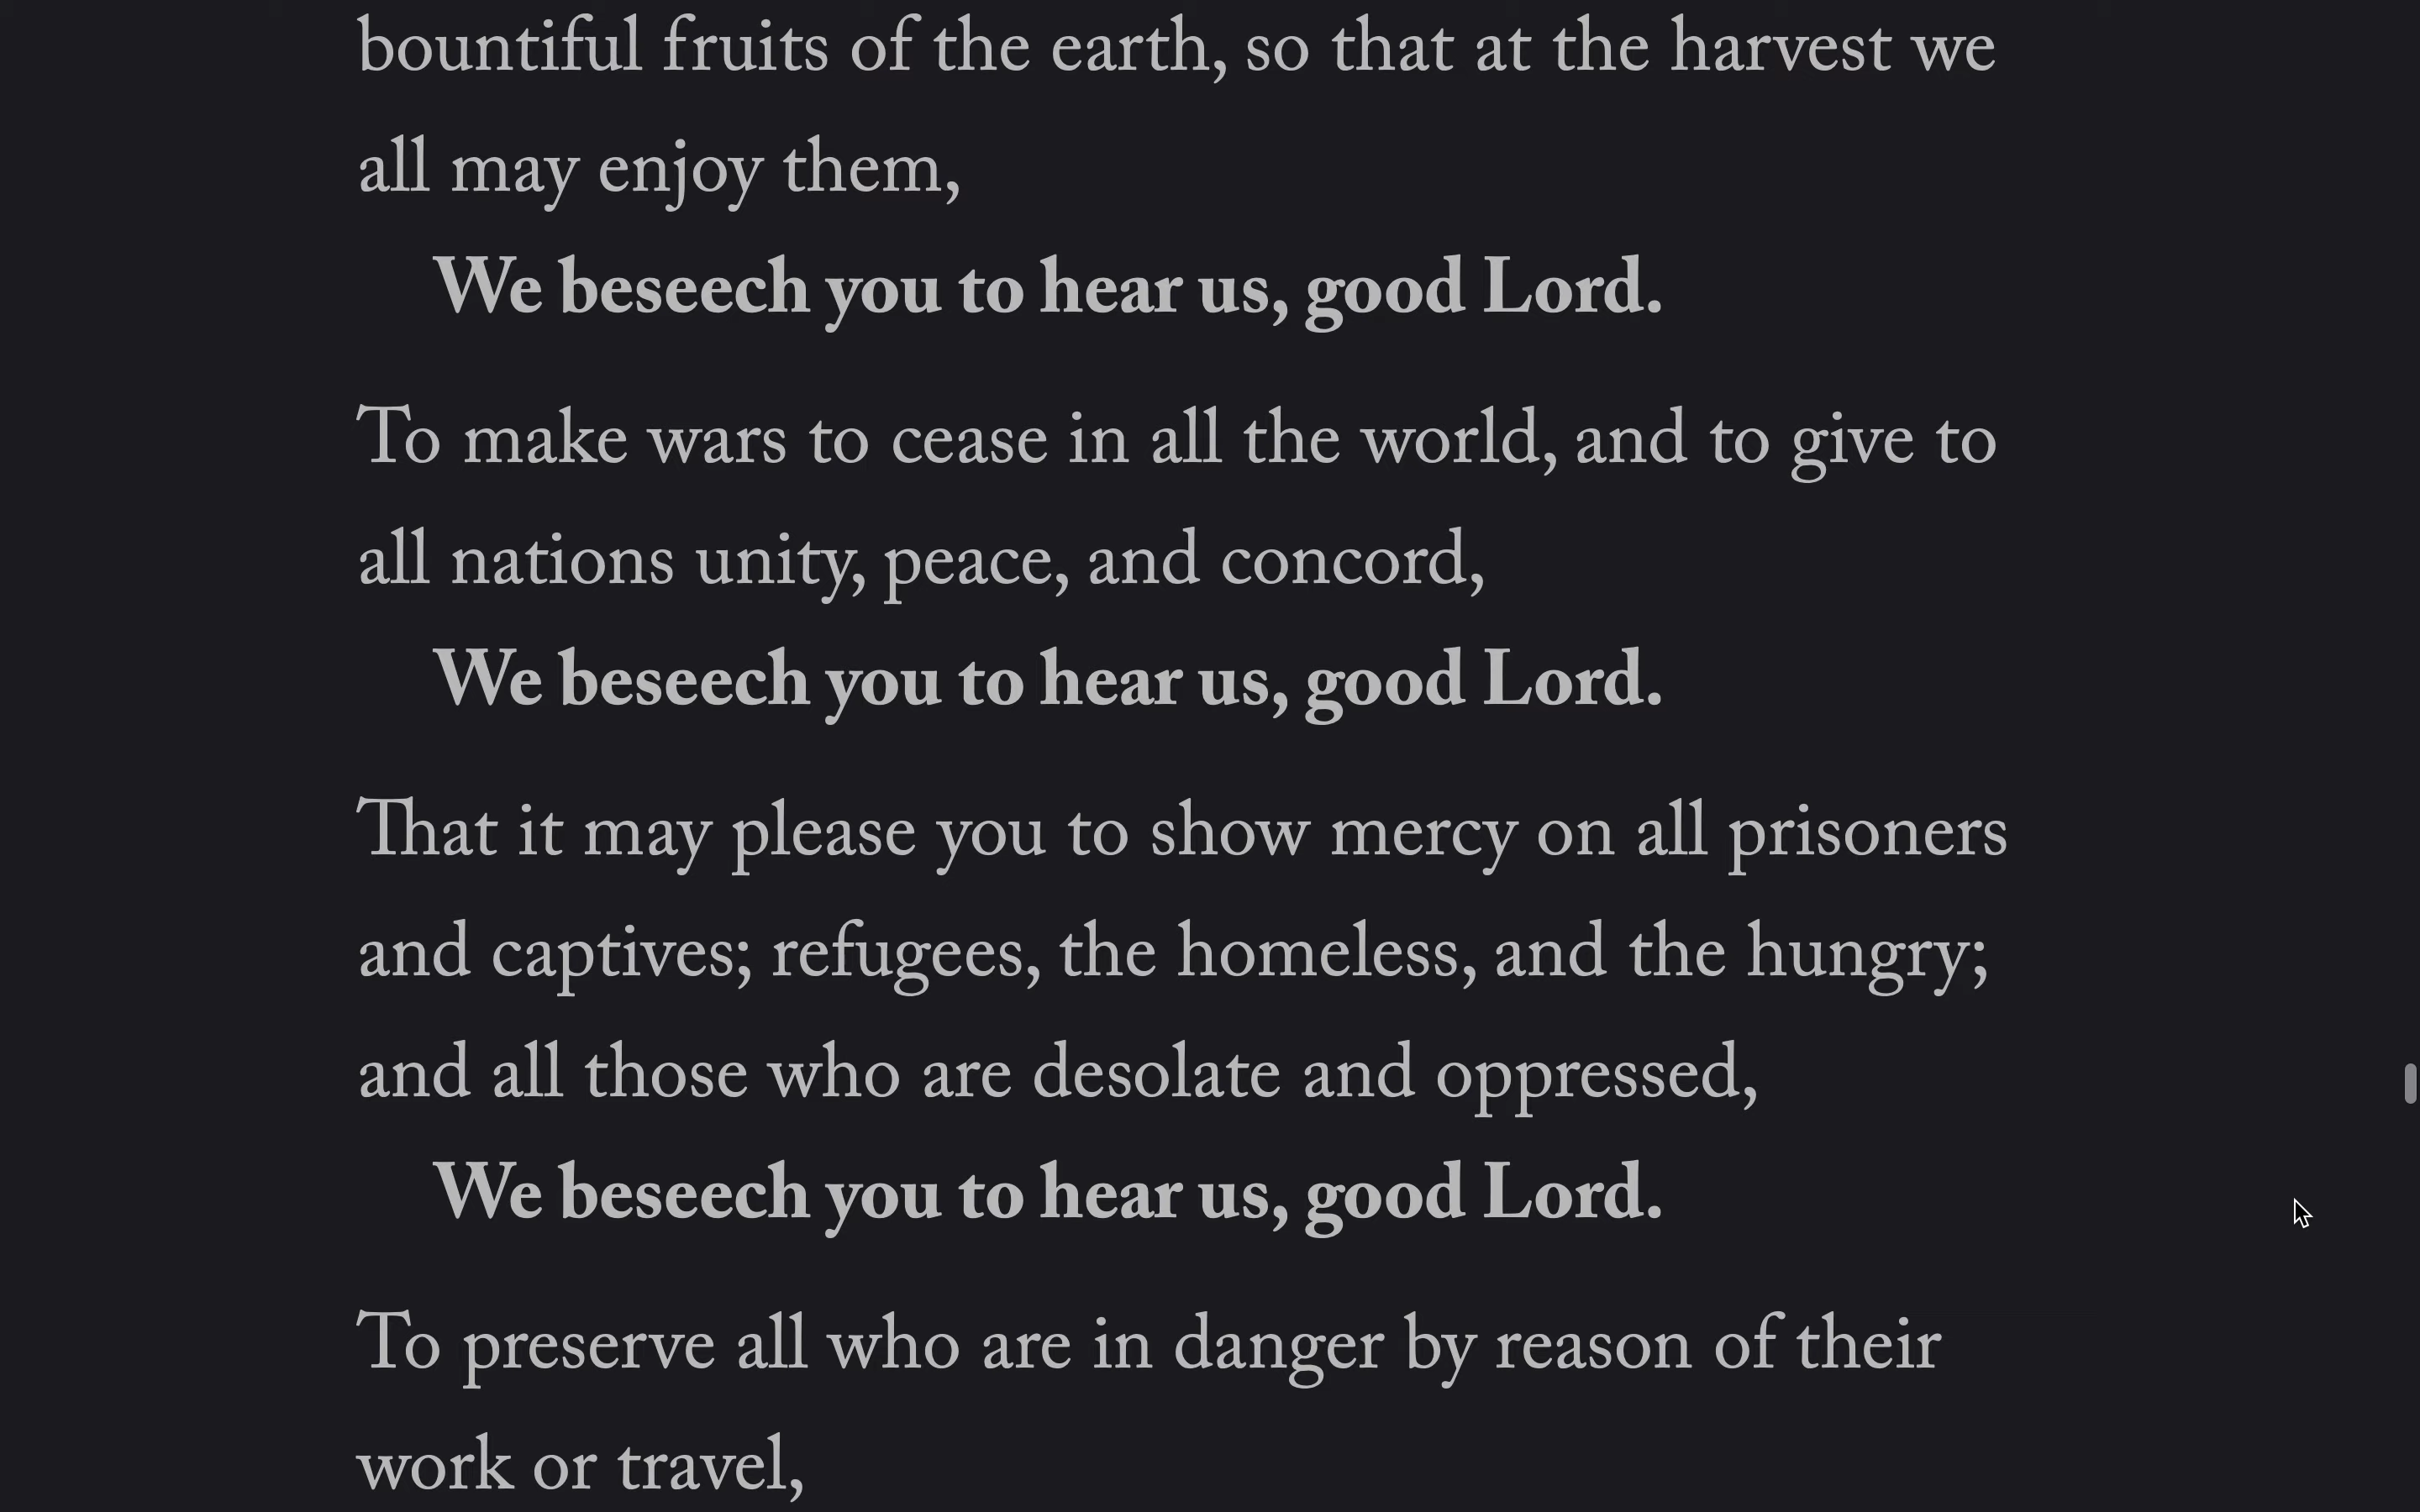 bountiful fruits of the earth, so that at the harvest we
all may enjoy them,
We beseech you to hear us, good Lord.
To make wars to cease in all the world, and to give to
all nations unity, peace, and concord,
We beseech you to hear us, good Lord.
That it may please you to show mercy on all prisoners
and captives; refugees, the homeless, and the hungry;
and all those who are desolate and oppressed,
We beseech you to hear us, good Lord.
To preserve all who are in danger by reason of their
work or travel,